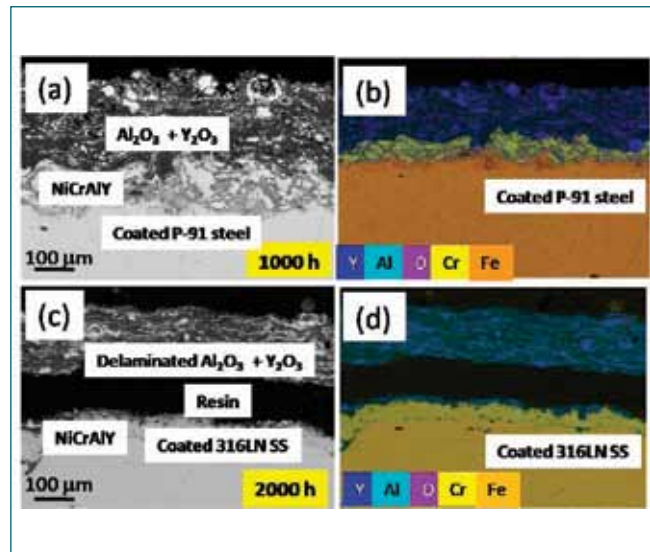 (a)
Al₂O₃ + Y₂O₃
NiCrAlY
Coated P-91 steel
100 μm
1000 h
(b)
Coated P-91 steel
Y Al O Cr Fe
(c)
Delaminated Al₂O₃ + Y₂O₃
Resin
NiCrAlY
Coated 316LN SS
100 μm
2000 h
(d)
Coated 316LN SS
Y Al O Cr Fe